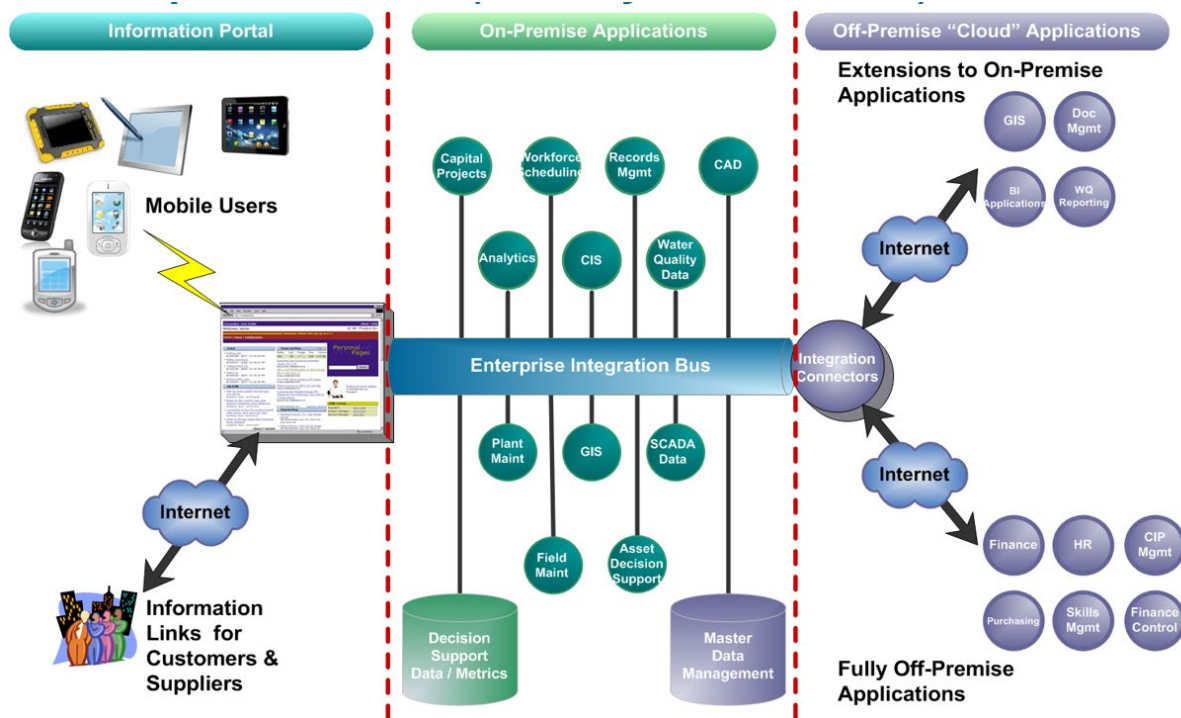 Information Portal
On-Premise Applications
Off-Premise “Cloud” Applications
Mobile Users
Personal
Pages
Internet
Information
Links for
Customers &
Suppliers
Capital
Projects
Workforce
Scheduling
Records
Mgmt
CAD
Analytics
CIS
Water
Quality
Data
Enterprise Integration Bus
Plant
Maint
GIS
SCADA
Data
Field
Maint
Asset
Decision
Support
Decision
Support
Data / Metrics
Master
Data
Management
Extensions to On-Premise
Applications
GIS
Doc
Mgmt
BI
Applications
WQ
Reporting
Internet
Integration
Connectors
Internet
Finance
HR
CIP
Mgmt
Purchasing
Skills
Mgmt
Finance
Control
Fully Off-Premise
Applications